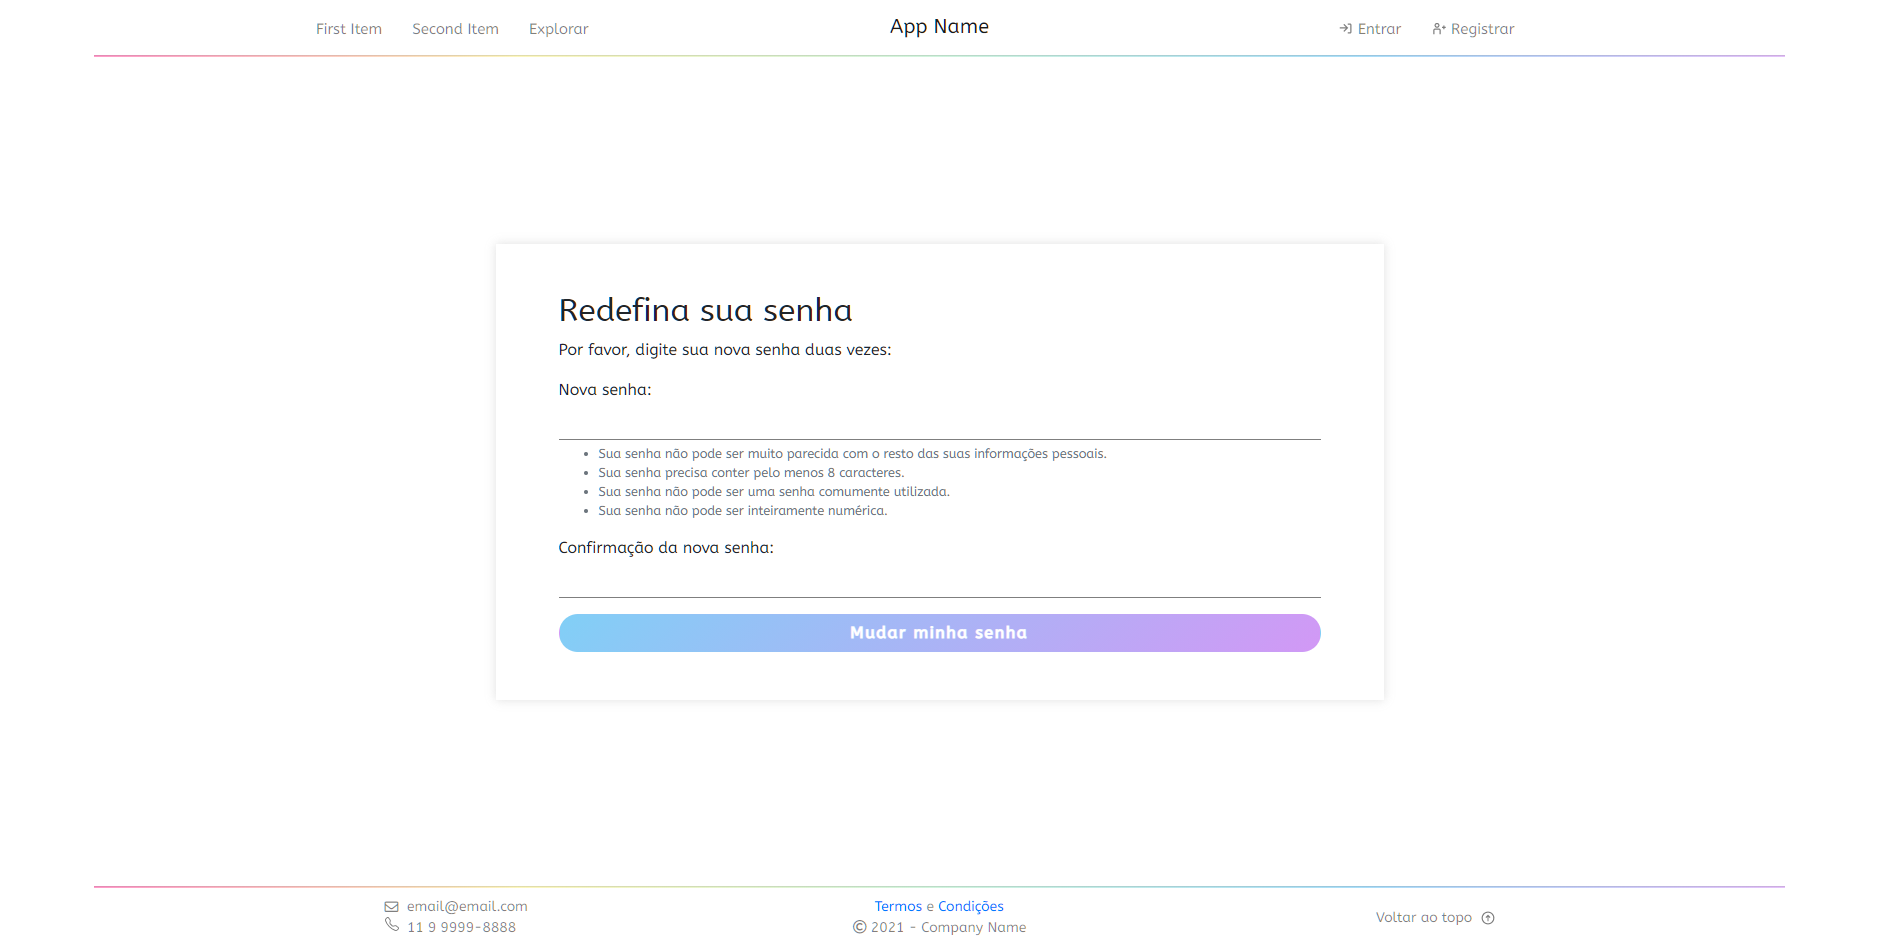 First Item Second Item Explorar App Name Entrar Registrar
Redefina sua senha
Por favor, digite sua nova senha duas vezes:
Nova senha:
• Sua senha não pode ser muito parecida com o resto das suas informações pessoais.
• Sua senha precisa conter pelo menos 8 caracteres.
• Sua senha não pode ser uma senha comumente utilizada.
• Sua senha não pode ser inteiramente numérica.
Confirmação da nova senha:
Mudar minha senha
email@email.com
11 9 9999-8888
Termos e Condições
© 2021 - Company Name
Voltar ao topo